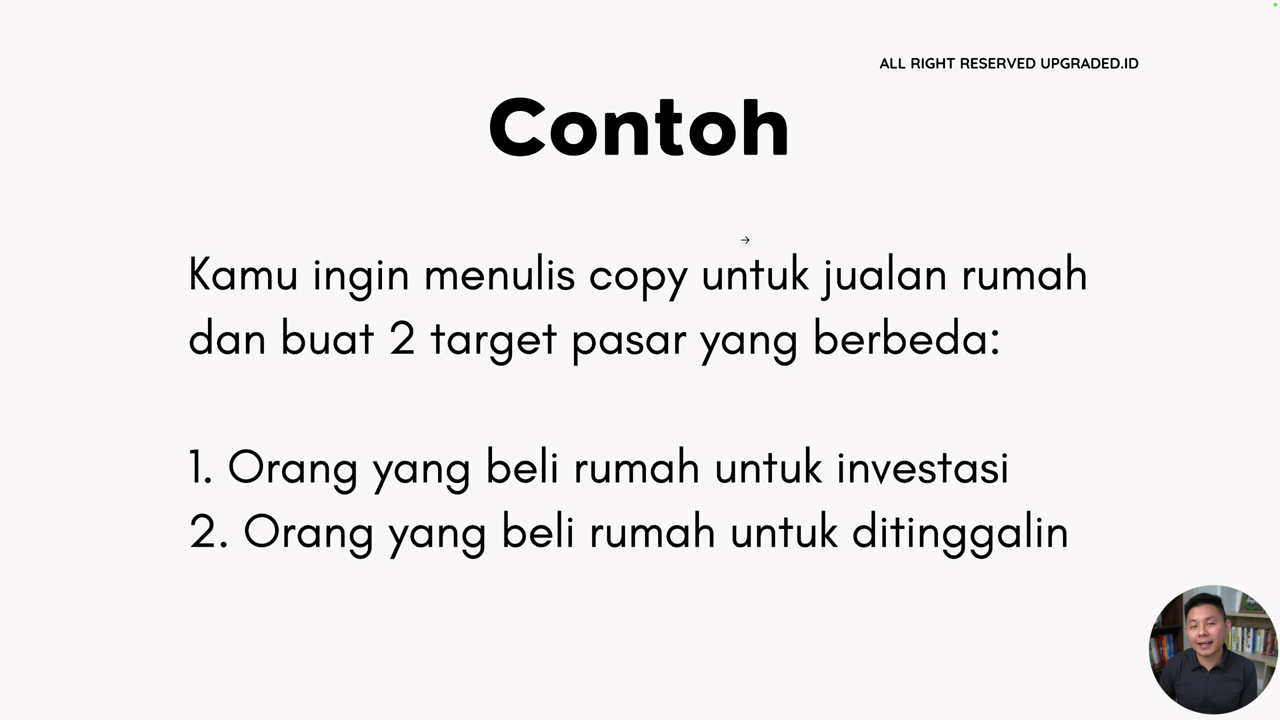 ALL RIGHT RESERVED UPGRADED.ID
Contoh
Kamu ingin menulis copy untuk jualan rumah
dan buat 2 target pasar yang berbeda:
1. Orang yang beli rumah untuk investasi
2. Orang yang beli rumah untuk ditinggalin